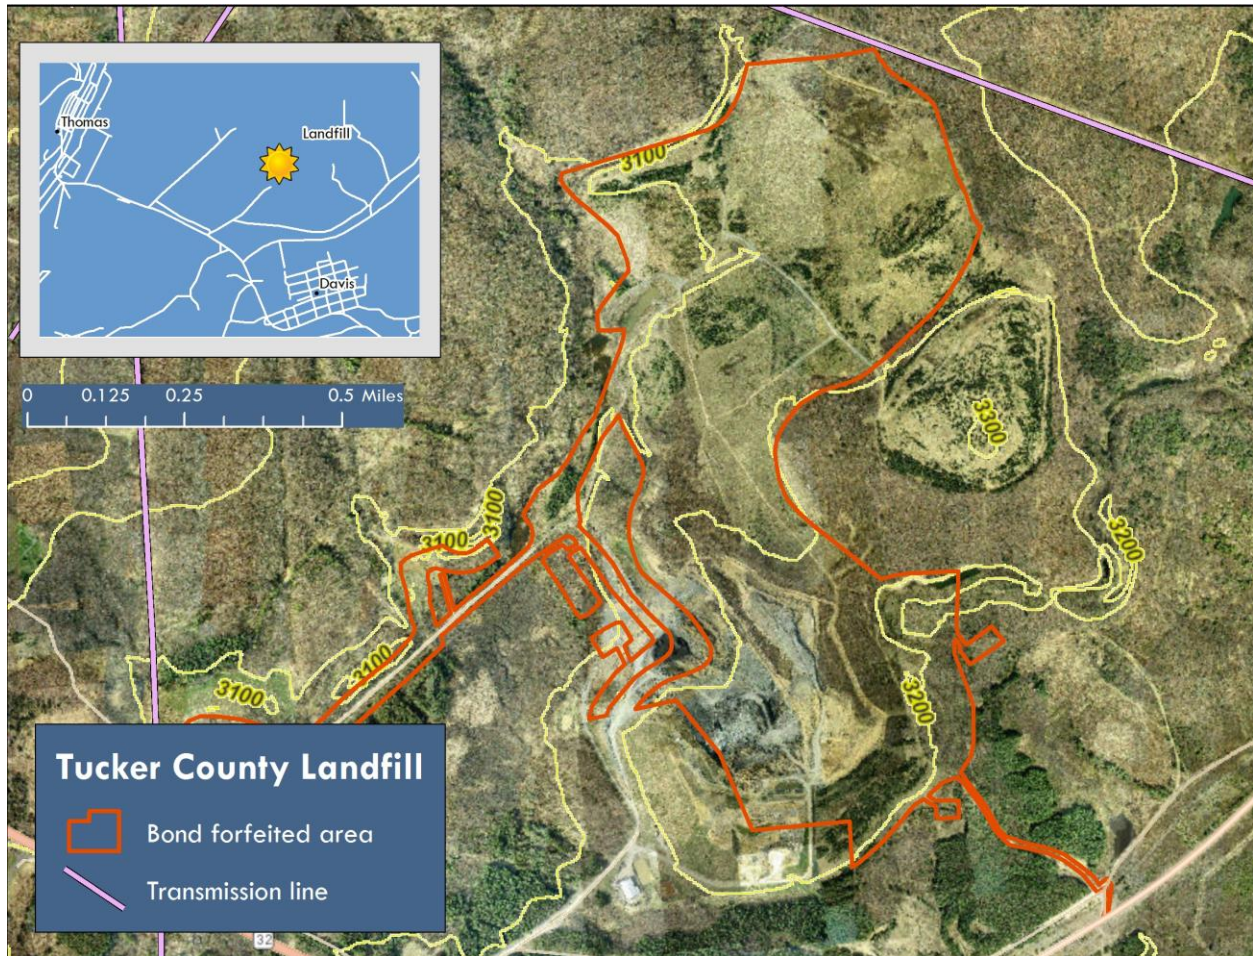 Thomas
Landfill
Davis
0 0.125 0.25 0.5 Miles
3100
3300
3100
3100
3200
3100
3100
3200
Tucker County Landfill
Bond forfeited area
Transmission line
32